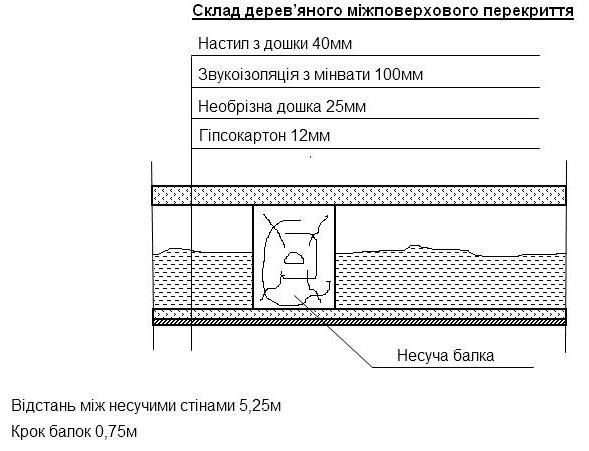 Склад дерев’яного міжповерхового перекриття
Настил з дошки 40мм
Звукоізоляція з мінвати 100мм
Необрізна дошка 25мм
Гіпсокартон 12мм
Несуча балка
Відстань між несучими стінами 5,25м
Крок балок 0,75м